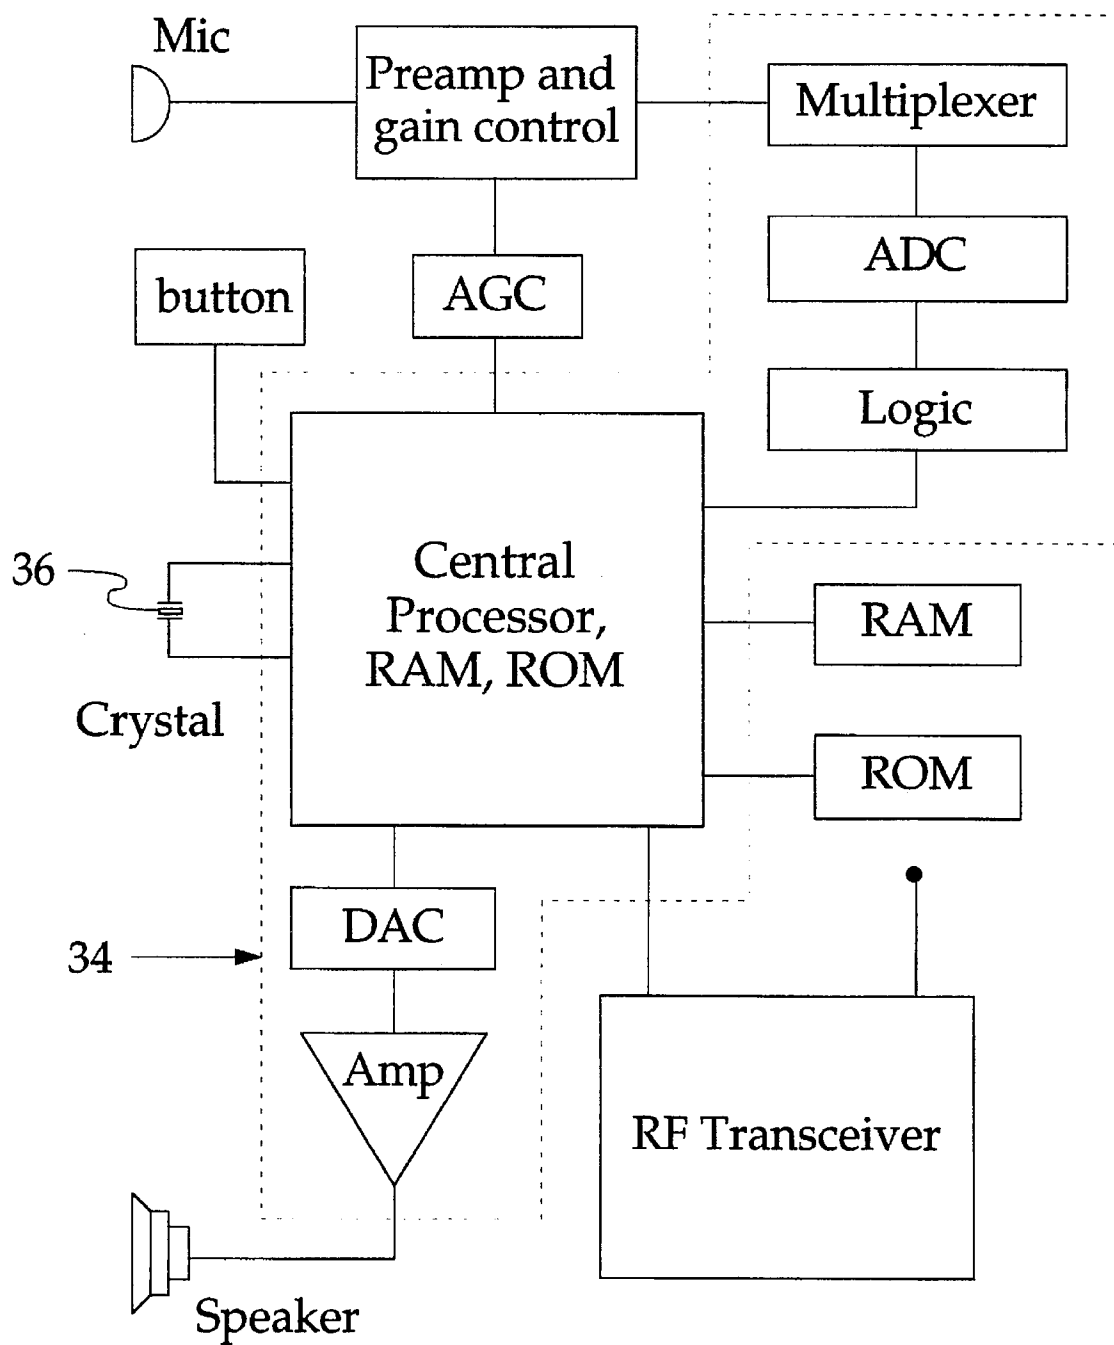 Mic
Preamp and
gain control
Multiplexer
ADC
button
AGC
Logic
Central
Processor,
RAM, ROM
36
RAM
Crystal
ROM
DAC
34
Amp
RF Transceiver
Speaker